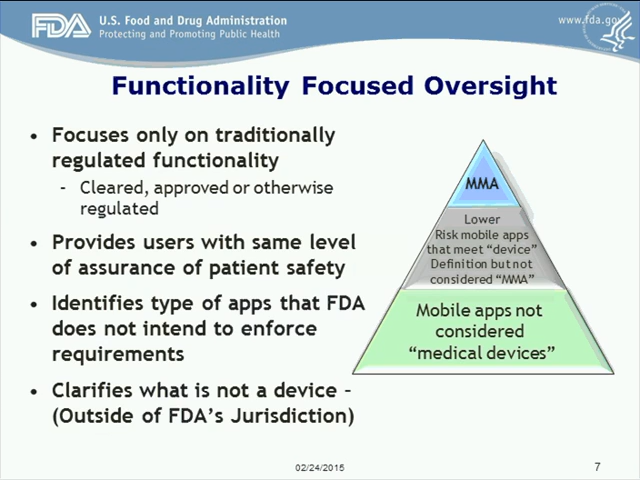 FDA U.S. Food and Drug Administration
Protecting and Promoting Public Health
www.fda.gov
Functionality Focused Oversight
• Focuses only on traditionally
regulated functionality
- Cleared, approved or otherwise
regulated
• Provides users with same level
of assurance of patient safety
• Identifies type of apps that FDA
does not intend to enforce
requirements
• Clarifies what is not a device –
(Outside of FDA’s Jurisdiction)
MMA
Lower
Risk mobile apps
that meet “device”
Definition but not
considered “MMA”
Mobile apps not
considered
“medical devices”
02/24/2015
7